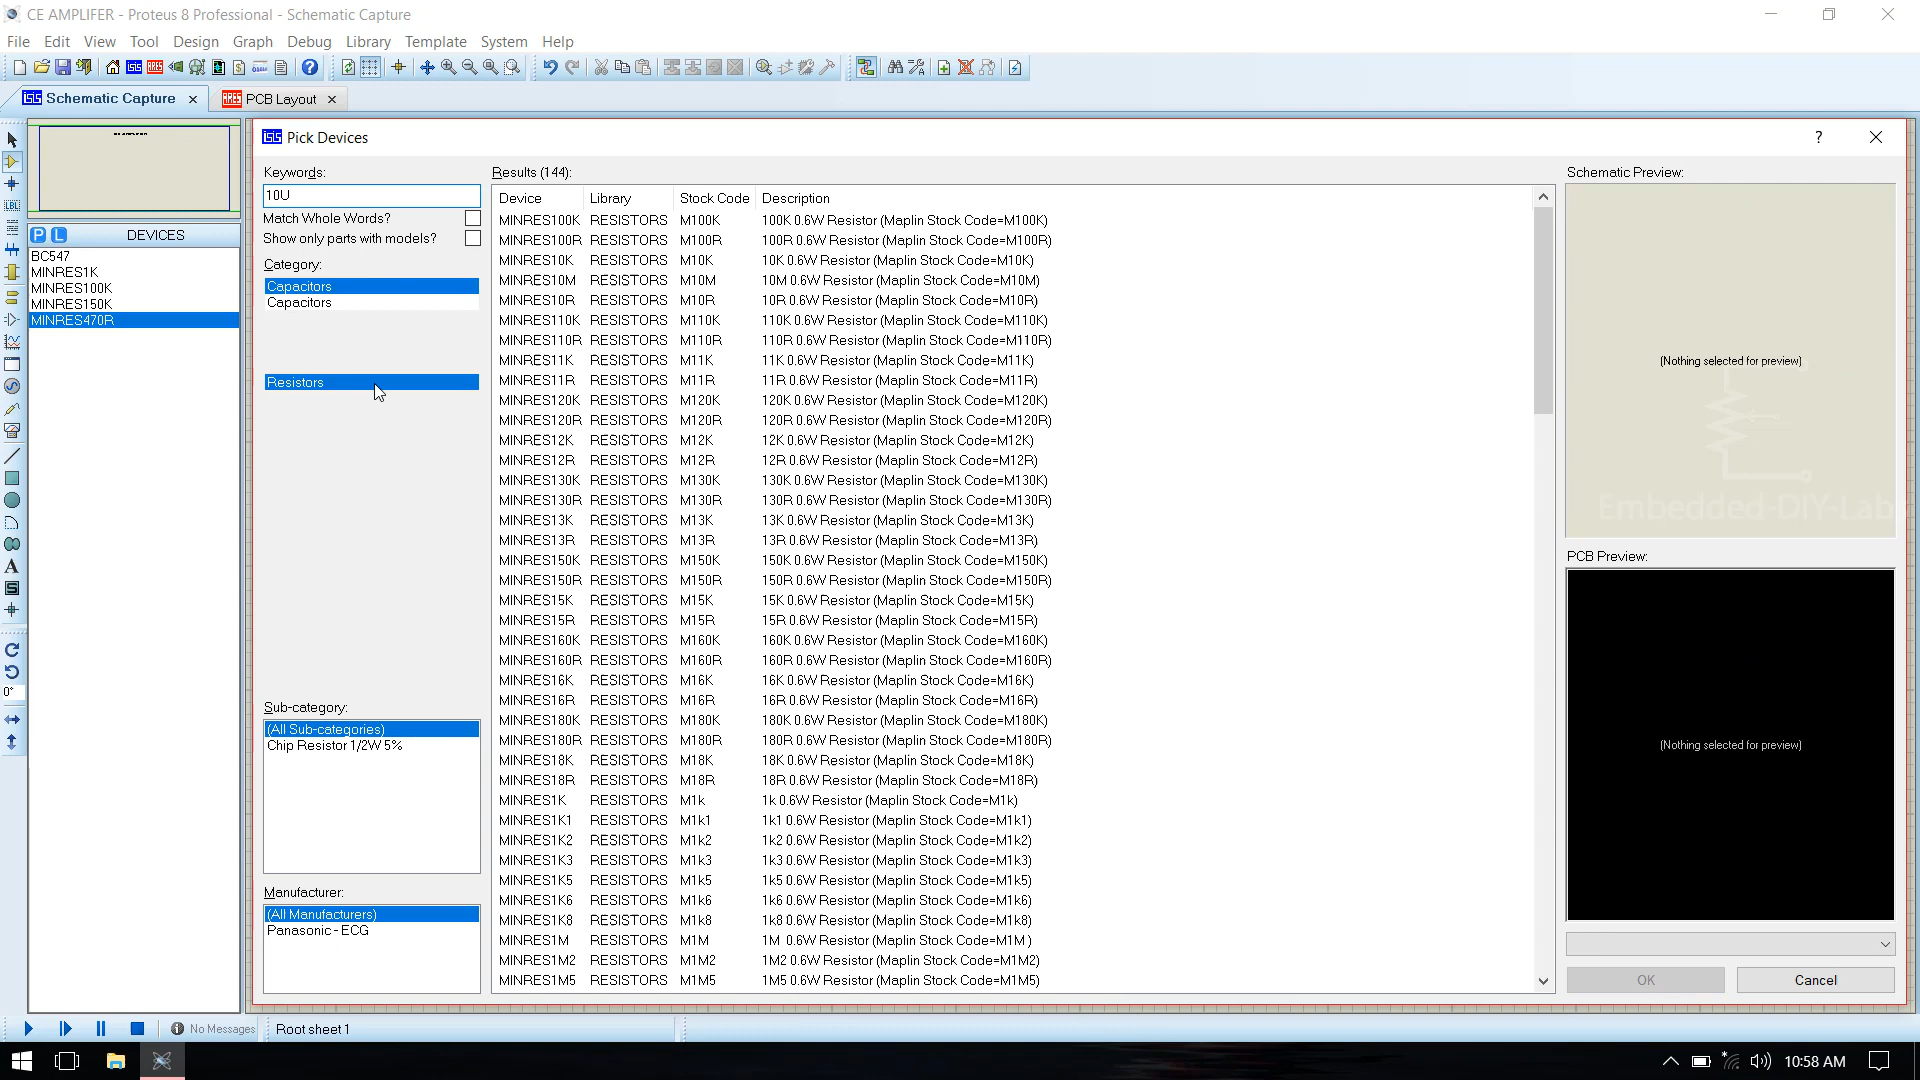 CE AMPLIFER - Proteus 8 Professional - Schematic Capture
File Edit View Tool Design Graph Debug Library Template System Help
Schematic Capture
PCB Layout
Pick Devices
Keywords:
10U
Match Whole Words?
Show only parts with models?
Category:
Capacitors
Capacitors
Resistors
Sub-category:
(All Sub-categories)
Chip Resistor 1/2W 5%
Manufacturer:
(All Manufacturers)
Panasonic - ECG
P L DEVICES
BC547
MINRES1K
MINRES100K
MINRES150K
MINRES470R
LBL
A
S
0°
Results (144):
Device Library Stock Code Description
MINRES100K RESISTORS M100K 100K 0.6W Resistor (Maplin Stock Code=M100K)
MINRES100R RESISTORS M100R 100R 0.6W Resistor (Maplin Stock Code=M100R)
MINRES10K RESISTORS M10K 10K 0.6W Resistor (Maplin Stock Code=M10K)
MINRES10M RESISTORS M10M 10M 0.6W Resistor (Maplin Stock Code=M10M)
MINRES10R RESISTORS M10R 10R 0.6W Resistor (Maplin Stock Code=M10R)
MINRES110K RESISTORS M110K 110K 0.6W Resistor (Maplin Stock Code=M110K)
MINRES110R RESISTORS M110R 110R 0.6W Resistor (Maplin Stock Code=M110R)
MINRES11K RESISTORS M11K 11K 0.6W Resistor (Maplin Stock Code=M11K)
MINRES11R RESISTORS M11R 11R 0.6W Resistor (Maplin Stock Code=M11R)
MINRES120K RESISTORS M120K 120K 0.6W Resistor (Maplin Stock Code=M120K)
MINRES120R RESISTORS M120R 120R 0.6W Resistor (Maplin Stock Code=M120R)
MINRES12K RESISTORS M12K 12K 0.6W Resistor (Maplin Stock Code=M12K)
MINRES12R RESISTORS M12R 12R 0.6W Resistor (Maplin Stock Code=M12R)
MINRES130K RESISTORS M130K 130K 0.6W Resistor (Maplin Stock Code=M130K)
MINRES130R RESISTORS M130R 130R 0.6W Resistor (Maplin Stock Code=M130R)
MINRES13K RESISTORS M13K 13K 0.6W Resistor (Maplin Stock Code=M13K)
MINRES13R RESISTORS M13R 13R 0.6W Resistor (Maplin Stock Code=M13R)
MINRES150K RESISTORS M150K 150K 0.6W Resistor (Maplin Stock Code=M150K)
MINRES150R RESISTORS M150R 150R 0.6W Resistor (Maplin Stock Code=M150R)
MINRES15K RESISTORS M15K 15K 0.6W Resistor (Maplin Stock Code=M15K)
MINRES15R RESISTORS M15R 15R 0.6W Resistor (Maplin Stock Code=M15R)
MINRES160K RESISTORS M160K 160K 0.6W Resistor (Maplin Stock Code=M160K)
MINRES160R RESISTORS M160R 160R 0.6W Resistor (Maplin Stock Code=M160R)
MINRES16K RESISTORS M16K 16K 0.6W Resistor (Maplin Stock Code=M16K)
MINRES16R RESISTORS M16R 16R 0.6W Resistor (Maplin Stock Code=M16R)
MINRES180K RESISTORS M180K 180K 0.6W Resistor (Maplin Stock Code=M180K)
MINRES180R RESISTORS M180R 180R 0.6W Resistor (Maplin Stock Code=M180R)
MINRES18K RESISTORS M18K 18K 0.6W Resistor (Maplin Stock Code=M18K)
MINRES18R RESISTORS M18R 18R 0.6W Resistor (Maplin Stock Code=M18R)
MINRES1K RESISTORS M1k 1k 0.6W Resistor (Maplin Stock Code=M1k)
MINRES1K1 RESISTORS M1k1 1k1 0.6W Resistor (Maplin Stock Code=M1k1)
MINRES1K2 RESISTORS M1k2 1k2 0.6W Resistor (Maplin Stock Code=M1k2)
MINRES1K3 RESISTORS M1k3 1k3 0.6W Resistor (Maplin Stock Code=M1k3)
MINRES1K5 RESISTORS M1k5 1k5 0.6W Resistor (Maplin Stock Code=M1k5)
MINRES1K6 RESISTORS M1k6 1k6 0.6W Resistor (Maplin Stock Code=M1k6)
MINRES1K8 RESISTORS M1k8 1k8 0.6W Resistor (Maplin Stock Code=M1k8)
MINRES1M RESISTORS M1M 1M 0.6W Resistor (Maplin Stock Code=M1M )
MINRES1M2 RESISTORS M1M2 1M2 0.6W Resistor (Maplin Stock Code=M1M2)
MINRES1M5 RESISTORS M1M5 1M5 0.6W Resistor (Maplin Stock Code=M1M5)
Schematic Preview:
(Nothing selected for preview)
Embedded-DIY-Lab
PCB Preview:
(Nothing selected for preview)
OK Cancel
No Messages
Root sheet 1
10:58 AM